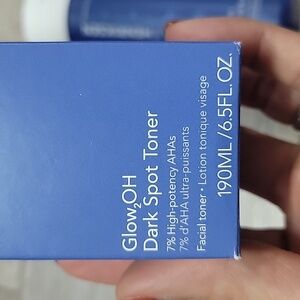 Glow₂OH
Dark Spot Toner
7% High-potency AHAs
7% d'AHA ultra-puissants
Facial toner • Lotion tonique visage
190ML /6.5FL.OZ.